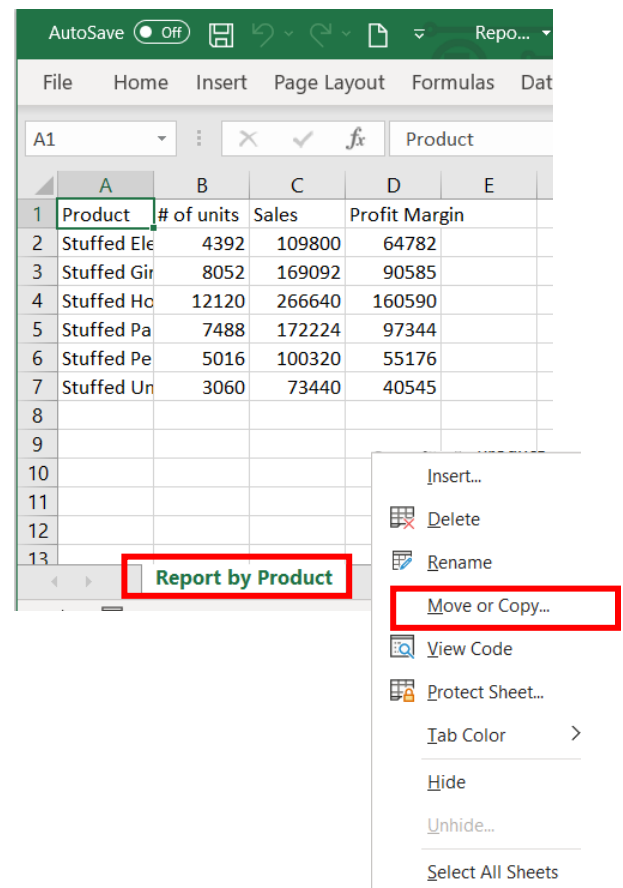 AutoSave Off Repo...
File Home Insert Page Layout Formulas Dat
A1 fx Product
A B C D E
1 Product # of units Sales Profit Margin
2 Stuffed Ele 4392 109800 64782
3 Stuffed Gir 8052 169092 90585
4 Stuffed Ho 12120 266640 160590
5 Stuffed Pa 7488 172224 97344
6 Stuffed Pe 5016 100320 55176
7 Stuffed Un 3060 73440 40545
8
9
10
11
12
13
Report by Product
Insert...
Delete
Rename
Move or Copy...
View Code
Protect Sheet...
Tab Color
Hide
Unhide...
Select All Sheets